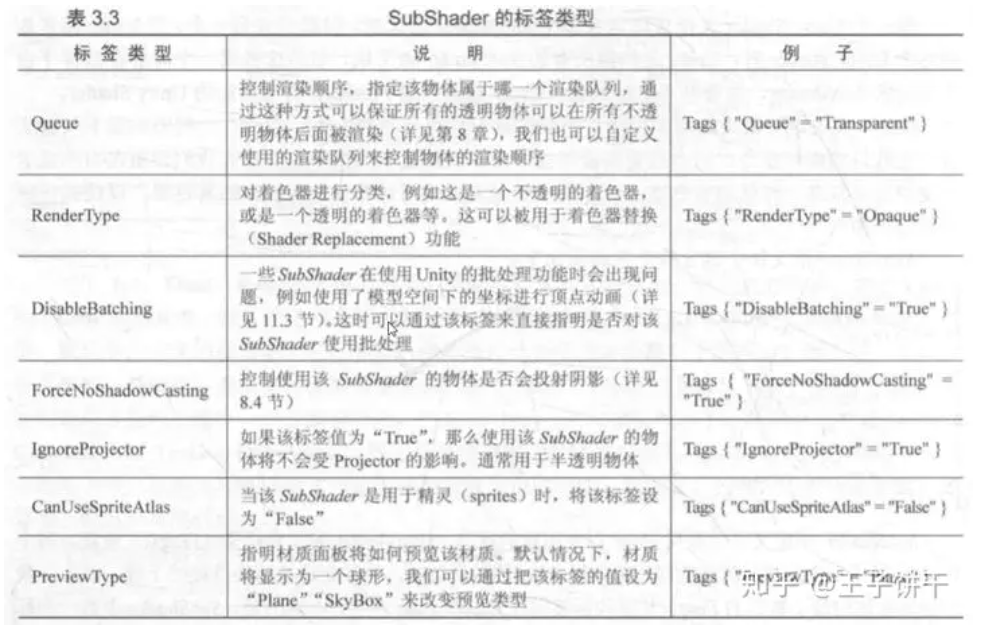 表 3.3 SubShader 的标签类型
标 签 类 型 说 明 例 子
Queue
控制渲染顺序，指定该物体属于哪一个渲染队列，通
过这种方式可以保证所有的透明物体可以在所有不透
明物体后面被渲染（详见第 8 章），我们也可以自定义
使用的渲染队列来控制物体的渲染顺序
Tags { "Queue" = "Transparent" }
RenderType
对着色器进行分类，例如这是一个不透明的着色器，
或是一个透明的着色器等。这可以被用于着色器替换
（Shader Replacement）功能
Tags { "RenderType" = "Opaque" }
DisableBatching
一些 SubShader 在使用 Unity 的批处理功能时会出现问
题，例如使用了模型空间下的坐标进行顶点动画（详
见 11.3 节）。这时可以通过该标签来直接指明是否对该
SubShader 使用批处理
Tags { "DisableBatching" = "True" }
ForceNoShadowCasting
控制使用该 SubShader 的物体是否会投射阴影（详见
8.4 节）
Tags { "ForceNoShadowCasting" =
"True" }
IgnoreProjector
如果该标签值为“True”，那么使用该 SubShader 的物
体将不会受 Projector 的影响。通常用于半透明物体
Tags { "IgnoreProjector" = "True" }
CanUseSpriteAtlas
当该 SubShader 是用于精灵（sprites）时，将该标签设
为“False”
Tags { "CanUseSpriteAtlas" = "False" }
PreviewType
指明材质面板将如何预览该材质。默认情况下，材质
将显示为一个球形，我们可以通过把该标签的值设为
“Plane”“SkyBox”来改变预览类型
Tags { "PreviewType" = "Plane" }
知乎 @王子饼干